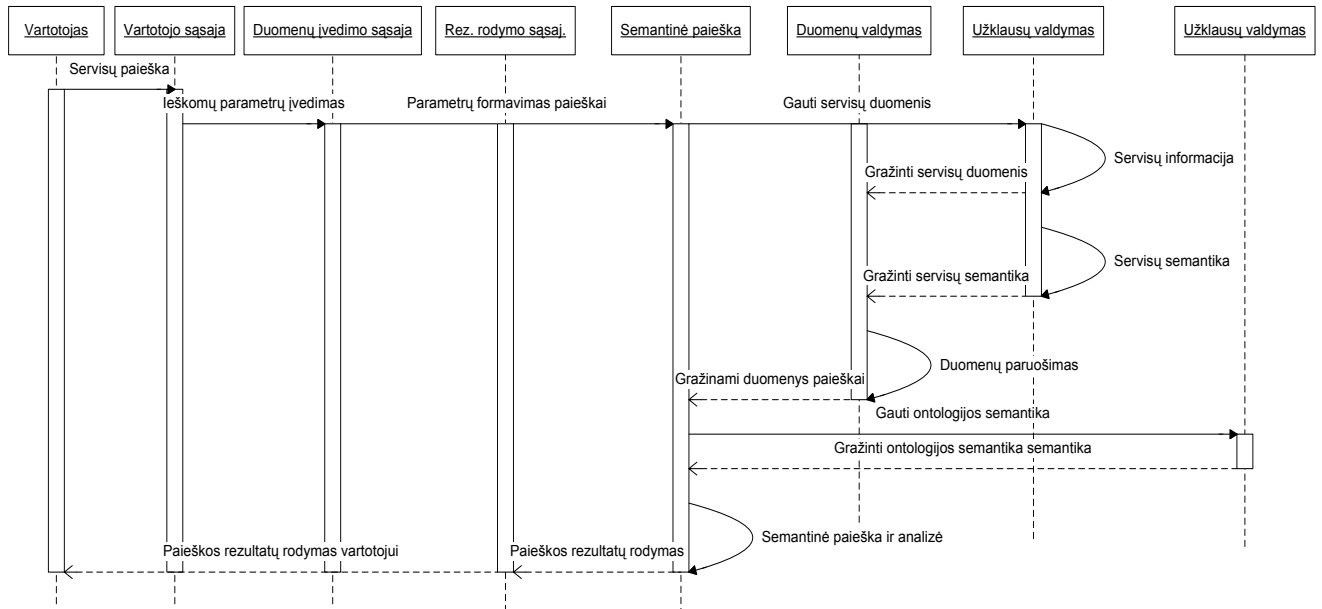 Vartotojas
Vartotojo sąsaja
Duomenų įvedimo sąsaja
Rez. rodymo sąsaj.
Semantinė paieška
Duomenų valdymas
Užklausų valdymas
Užklausų valdymas
Servisų paieška
Ieškomų parametrų įvedimas
Parametrų formavimas paieškai
Gauti servisų duomenis
Servisų informacija
Gražinti servisų duomenis
Servisų semantika
Gražinti servisų semantika
Duomenų paruošimas
Gražinami duomenys paieškai
Gauti ontologijos semantika
Gražinti ontologijos semantika semantika
Semantinė paieška ir analizė
Paieškos rezultatų rodymas vartotojui
Paieškos rezultatų rodymas